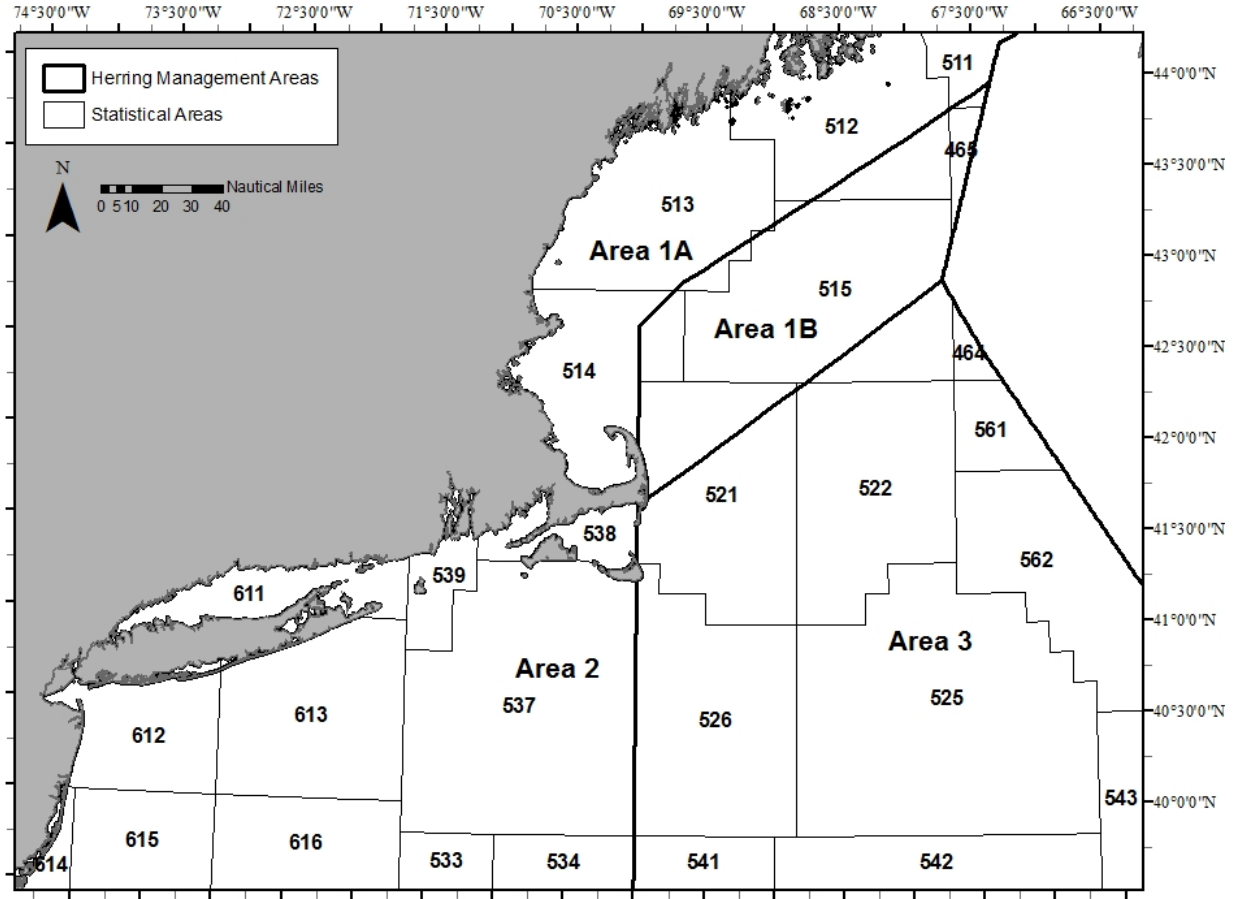 74°30'0"W 73°30'0"W 72°30'0"W 71°30'0"W 70°30'0"W 69°30'0"W 68°30'0"W 67°30'0"W 66°30'0"W
Herring Management Areas
Statistical Areas
N
Nautical Miles
0 5 10 20 30 40
511
44°0'0"N
512
465
43°30'0"N
513
Area 1A
43°0'0"N
515
Area 1B
464
42°30'0"N
514
561
42°0'0"N
521
522
538
41°30'0"N
562
539
611
41°0'0"N
Area 3
Area 2
537
525
40°30'0"N
613
526
612
543
40°0'0"N
615
616
614
533
534
541
542